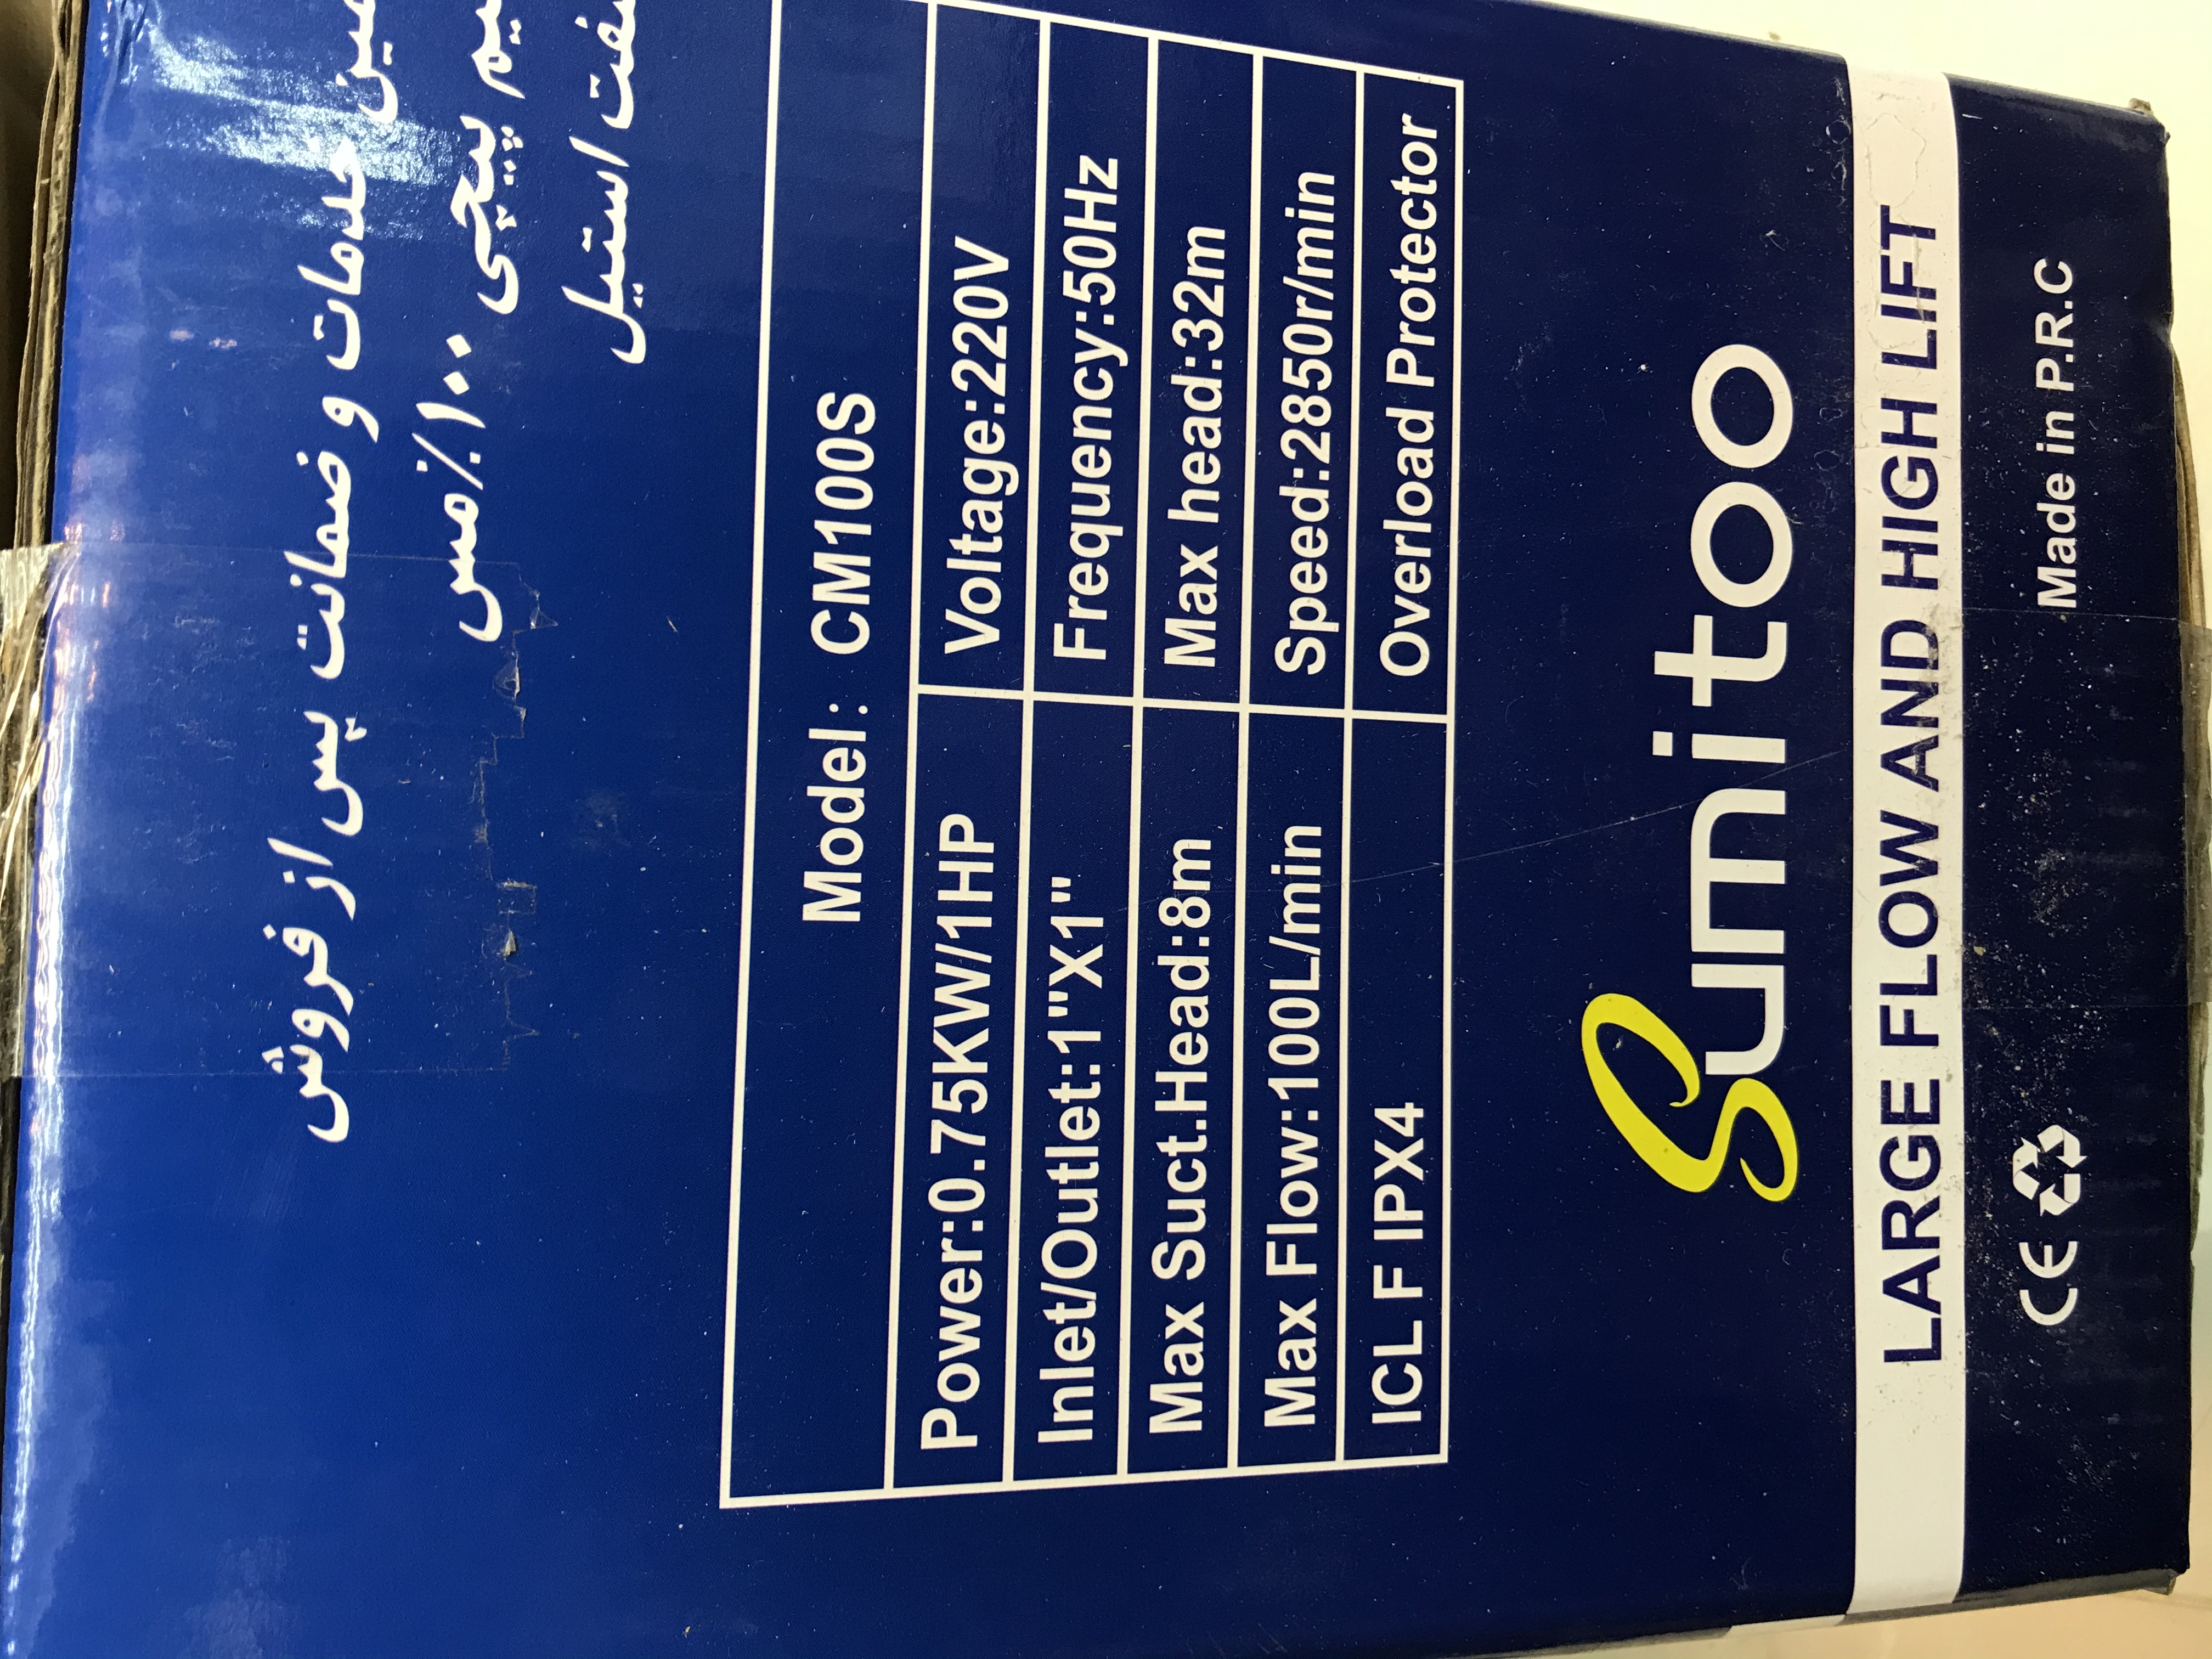 خدمات و ضمانت پس از فروش
پیچی ۱۰۰٪ مس
استیل
Model: CM100S
Power:0.75KW/1HP Voltage:220V
Inlet/Outlet:1"X1" Frequency:50Hz
Max Suct.Head:8m Max head:32m
Max Flow:100L/min Speed:2850r/min
ICL F IPX4 Overload Protector
Sumitoo
LARGE FLOW AND HIGH LIFT
CE Made in P.R.C